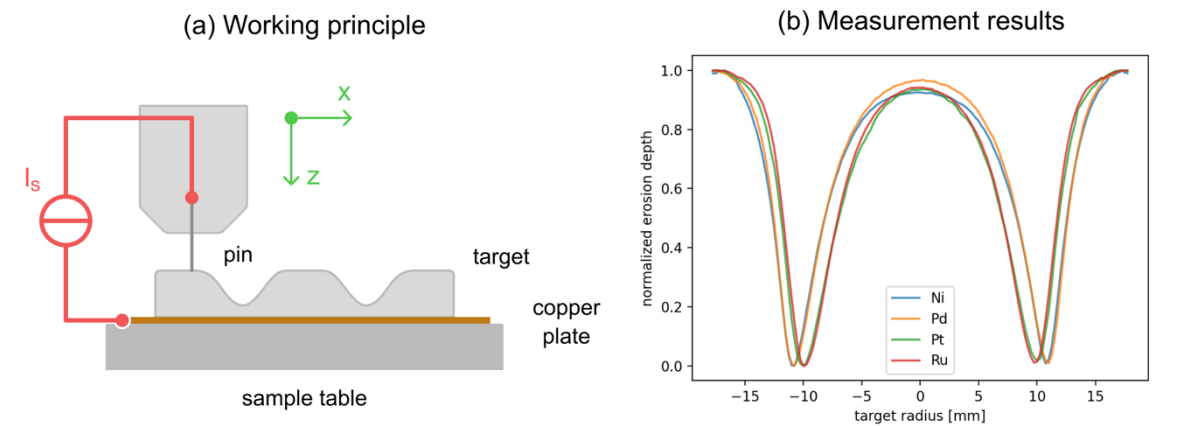 (a) Working principle
x
z
I_S
pin
target
copper
plate
sample table
(b) Measurement results
normalized erosion depth
1.0
0.8
0.6
0.4
0.2
0.0
Ni
Pd
Pt
Ru
−15 −10 −5 0 5 10 15
target radius [mm]